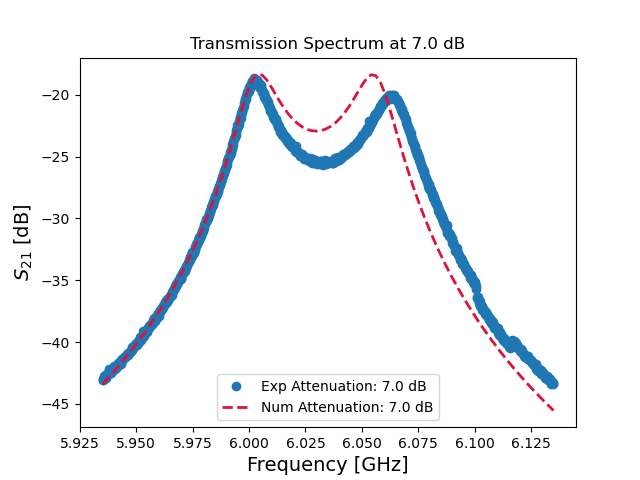 Transmission Spectrum at 7.0 dB
S21 [dB]
−20
−25
−30
−35
−40
−45
Exp Attenuation: 7.0 dB
Num Attenuation: 7.0 dB
5.925 5.950 5.975 6.000 6.025 6.050 6.075 6.100 6.125
Frequency [GHz]